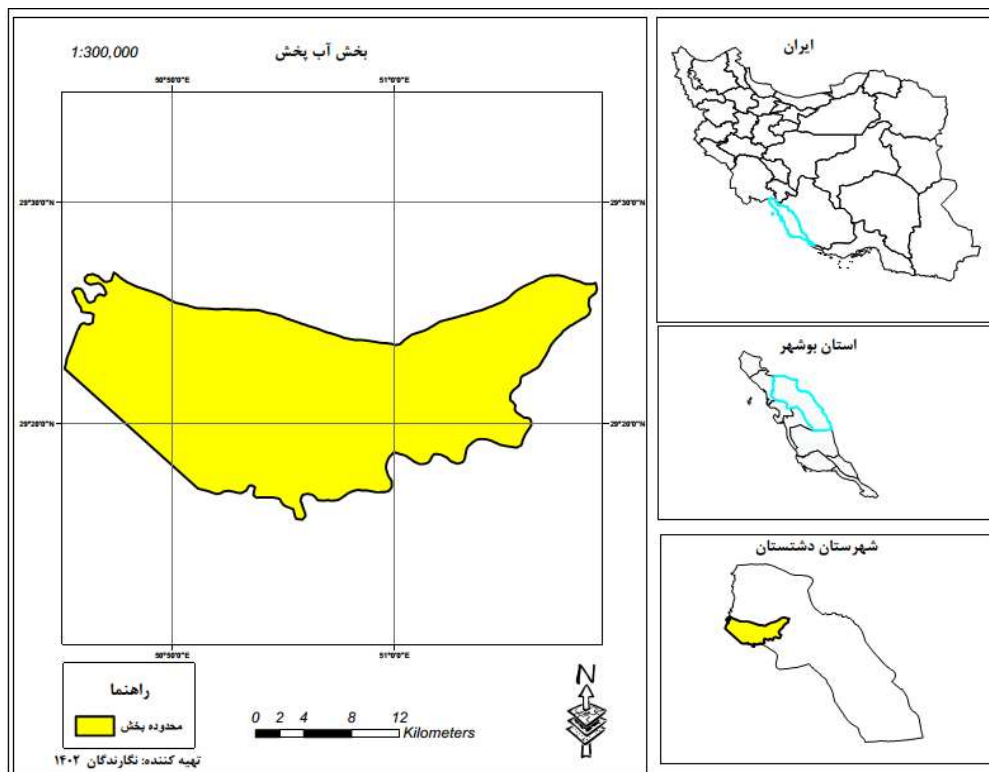 بخش آب پخش
1:300,000
50°50'0"E
51°0'0"E
29°30'0"N
29°30'0"N
29°20'0"N
29°20'0"N
50°50'0"E
51°0'0"E
راهنما
محدوده بخش
تهیه کننده: نگارندگان ۱۴۰۲
0 2 4 8 12
Kilometers
N
ایران
استان بوشهر
شهرستان دشتستان